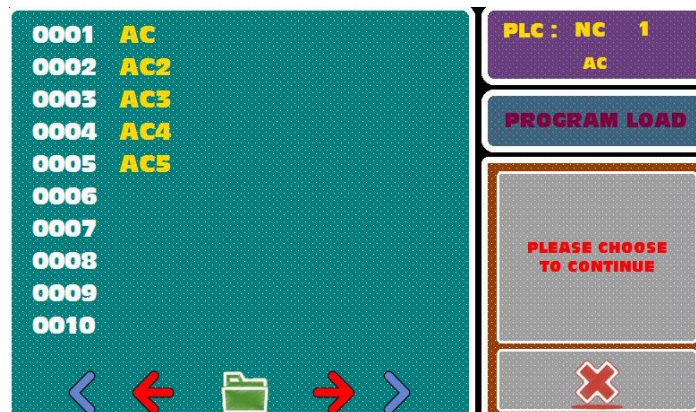 0001 AC
0002 AC2
0003 AC3
0004 AC4
0005 AC5
0006
0007
0008
0009
0010
PLC : NC 1
AC
PROGRAM LOAD
PLEASE CHOOSE
TO CONTINUE